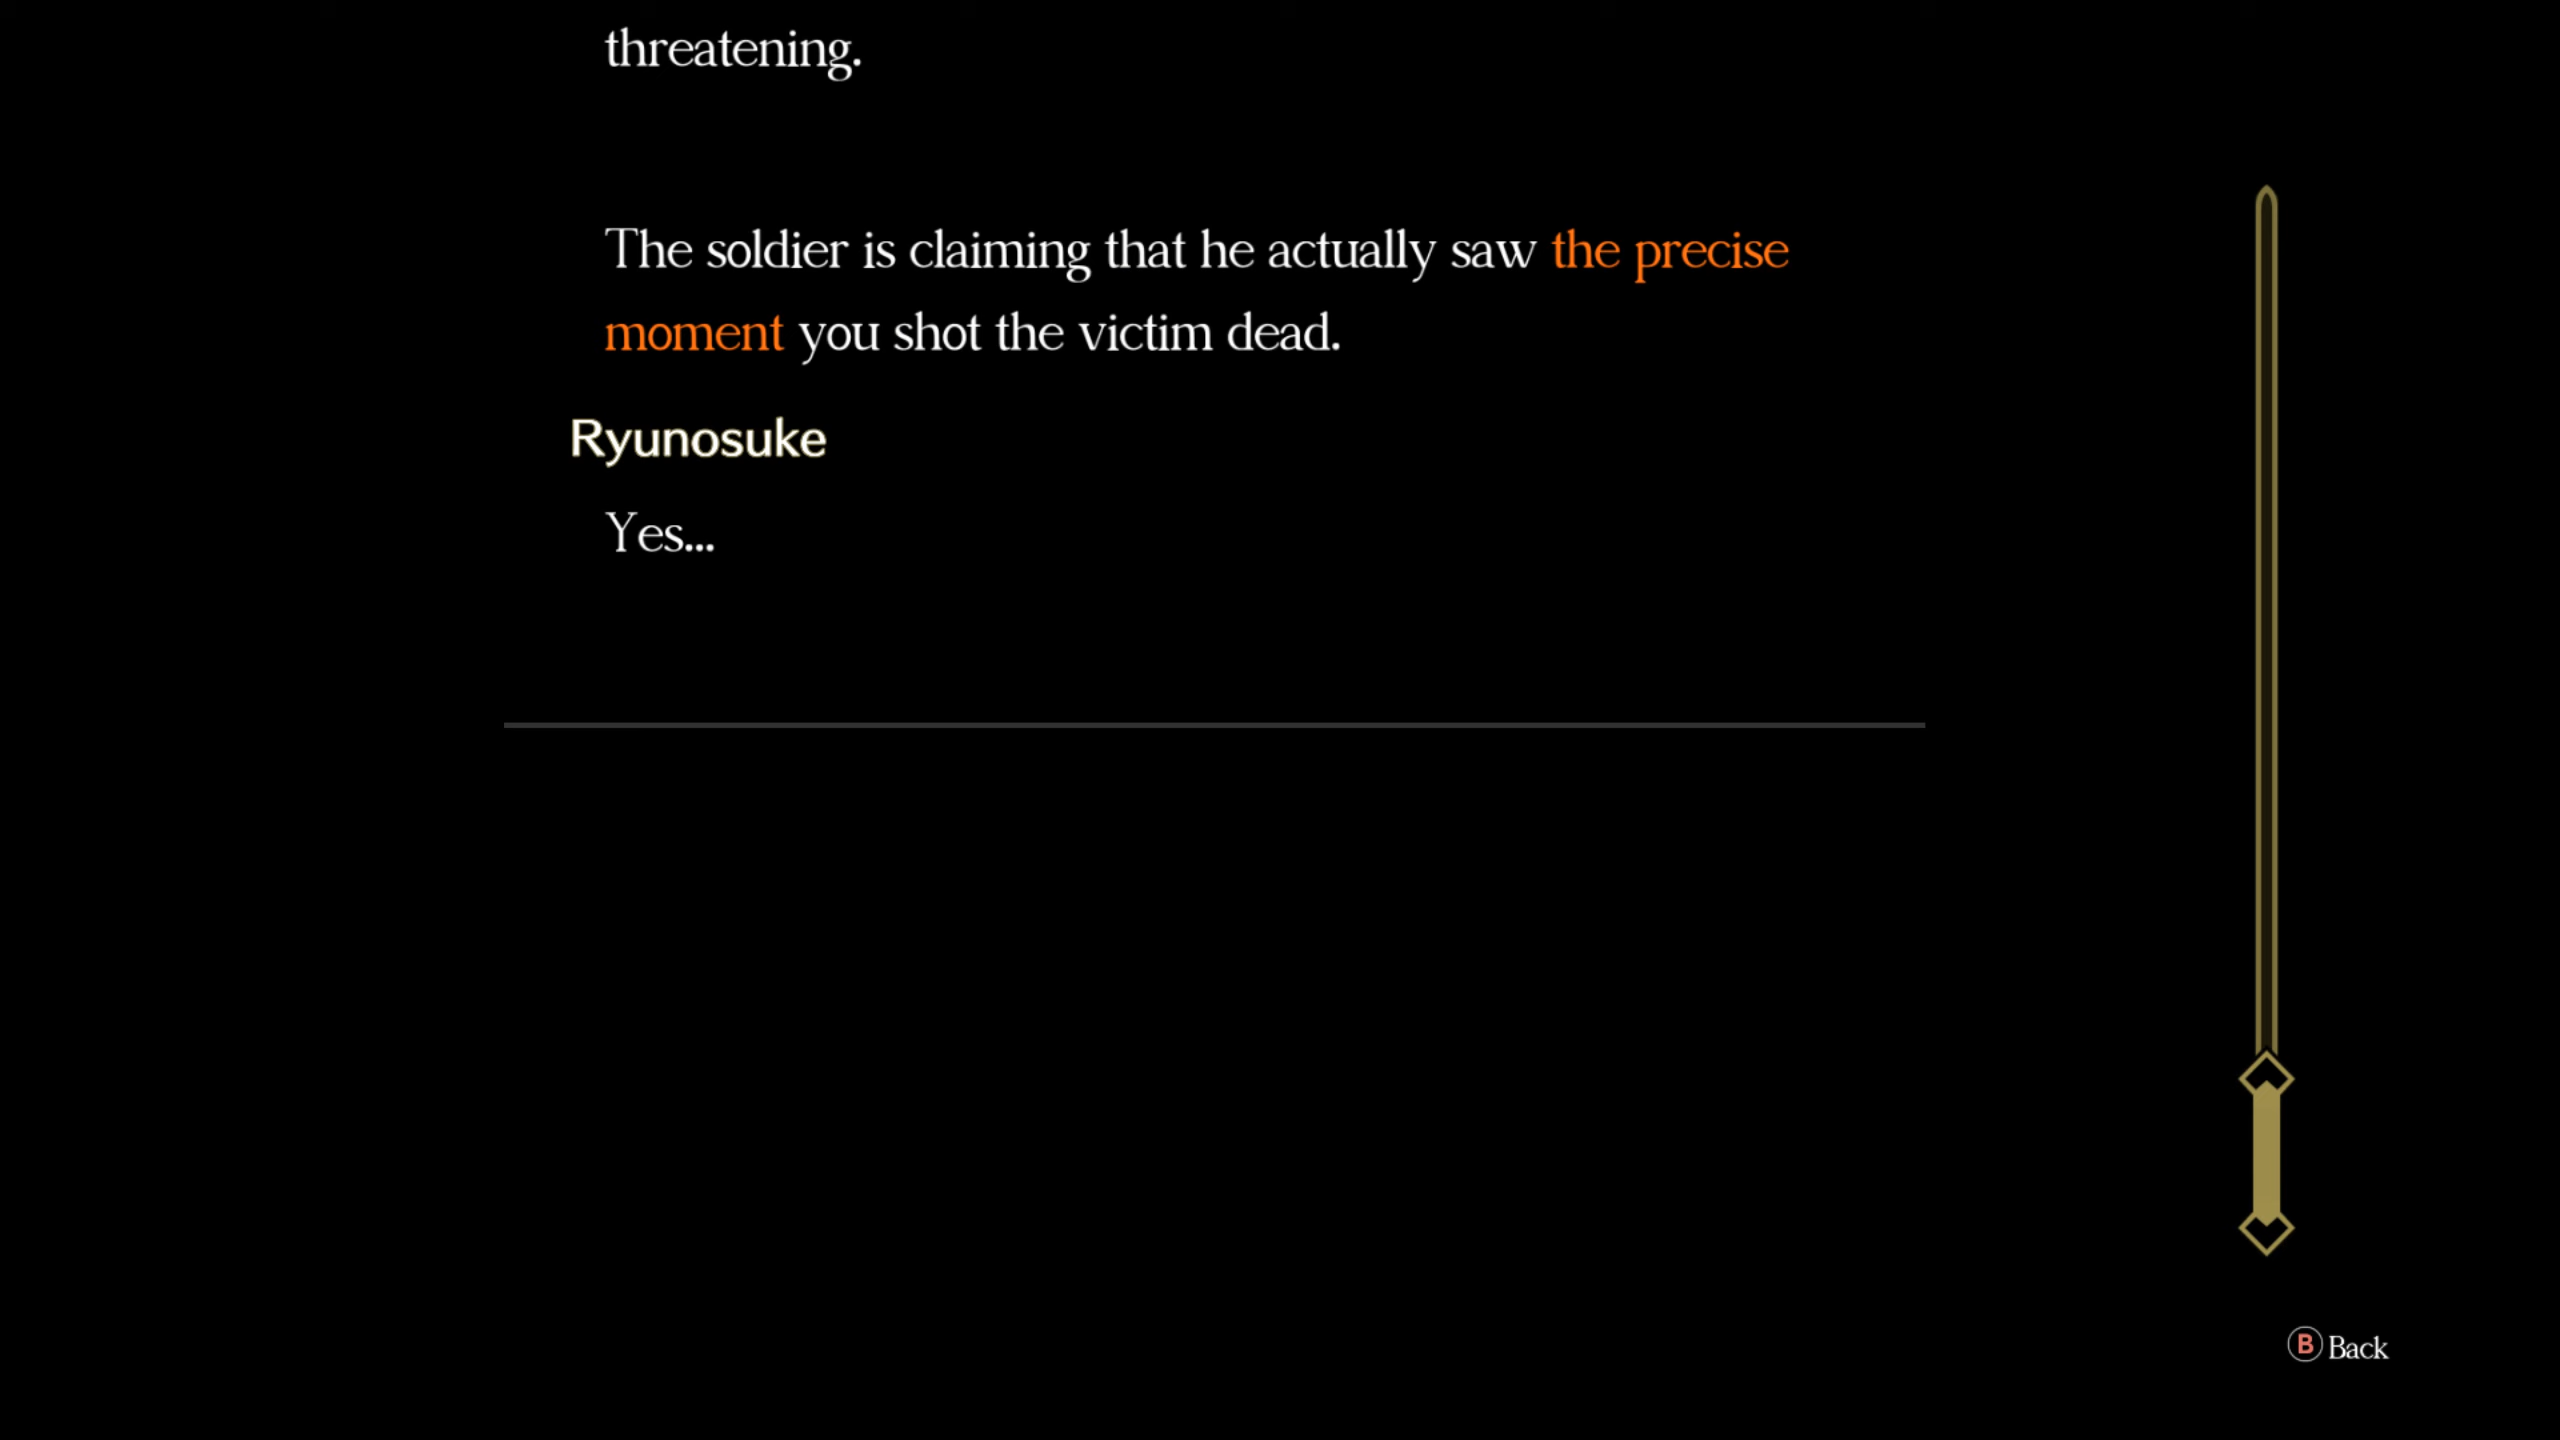 threatening.
The soldier is claiming that he actually saw the precise
moment you shot the victim dead.
Ryunosuke
Yes...
B Back